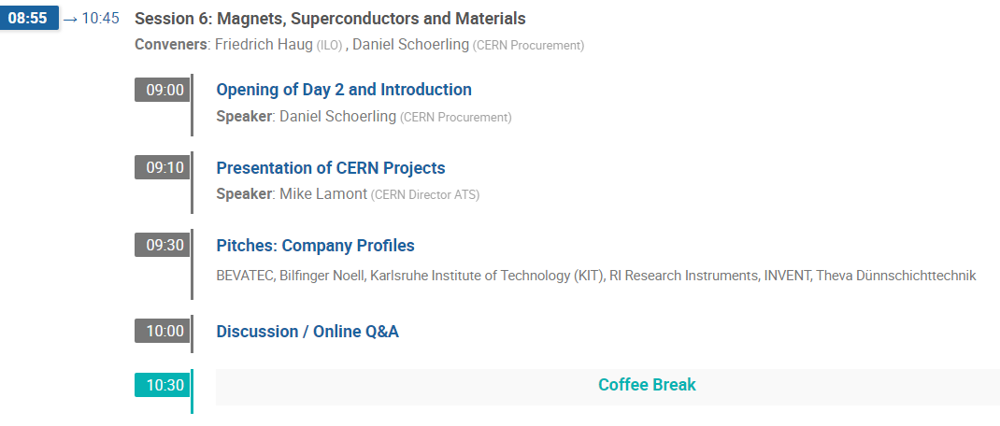 08:55 → 10:45 Session 6: Magnets, Superconductors and Materials
Conveners: Friedrich Haug (ILO) , Daniel Schoerling (CERN Procurement)
09:00 Opening of Day 2 and Introduction
Speaker: Daniel Schoerling (CERN Procurement)
09:10 Presentation of CERN Projects
Speaker: Mike Lamont (CERN Director ATS)
09:30 Pitches: Company Profiles
BEVATEC, Bilfinger Noell, Karlsruhe Institute of Technology (KIT), RI Research Instruments, INVENT, Theva Dünnschichttechnik
10:00 Discussion / Online Q&A
10:30 Coffee Break